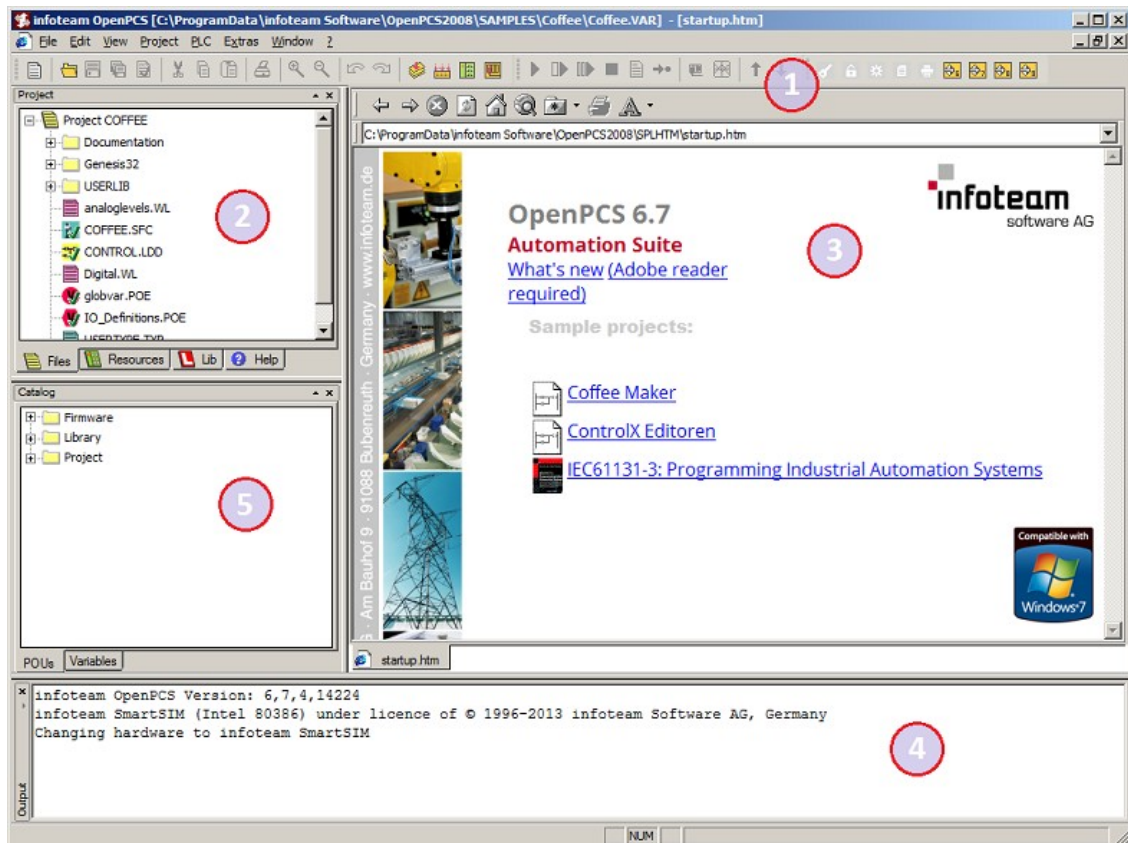 infoteam OpenPCS [C:\ProgramData\infoteam Software\OpenPCS2008\SAMPLES\Coffee\Coffee.VAR] - [startup.htm]
File Edit View Project PLC Extras Window ?
1
Project
Project COFFEE
Documentation
Genesis32
USERLIB
analoglevels.WL
COFFEE.SFC
CONTROL.LDD
Digital.WL
globvar.POE
IO_Definitions.POE
USERTYPE.TYP
2
Files Resources Lib Help
Catalog
Firmware
Library
Project
5
POUs Variables
C:\ProgramData\infoteam Software\OpenPCS2008\SPLHTM\startup.htm
Am Bauhof 9 · 91088 Bubenreuth · Germany · www.infoteam.de
infoteam
software AG
OpenPCS 6.7
Automation Suite
What's new (Adobe reader
required)
3
Sample projects:
Coffee Maker
ControlX Editoren
IEC61131-3: Programming Industrial Automation Systems
Compatible with
Windows 7
startup.htm
Output
infoteam OpenPCS Version: 6,7,4,14224
infoteam SmartSIM (Intel 80386) under licence of © 1996-2013 infoteam Software AG, Germany
Changing hardware to infoteam SmartSIM
4
NUM